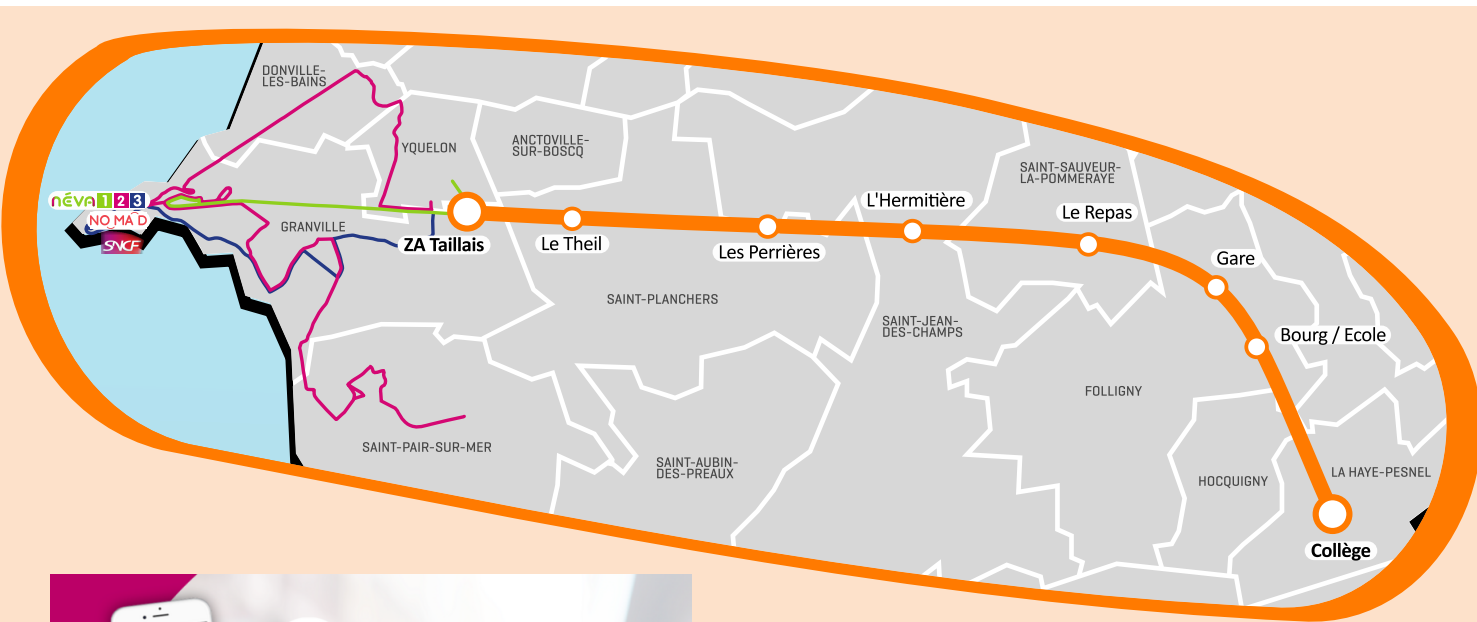 DONVILLE-
LES-BAINS
YQUELON
ANCTOVILLE-
SUR-BOSCQ
SAINT-SAUVEUR-
LA-POMMERAYE
néva 1 2 3
NOMAD
SNCF
GRANVILLE
ZA Taillais
Le Theil
Les Perrières
L'Hermitière
Le Repas
Gare
Bourg / Ecole
SAINT-PLANCHERS
SAINT-JEAN-
DES-CHAMPS
FOLLIGNY
SAINT-PAIR-SUR-MER
SAINT-AUBIN-
DES-PREAUX
HOCQUIGNY
LA HAYE-PESNEL
Collège